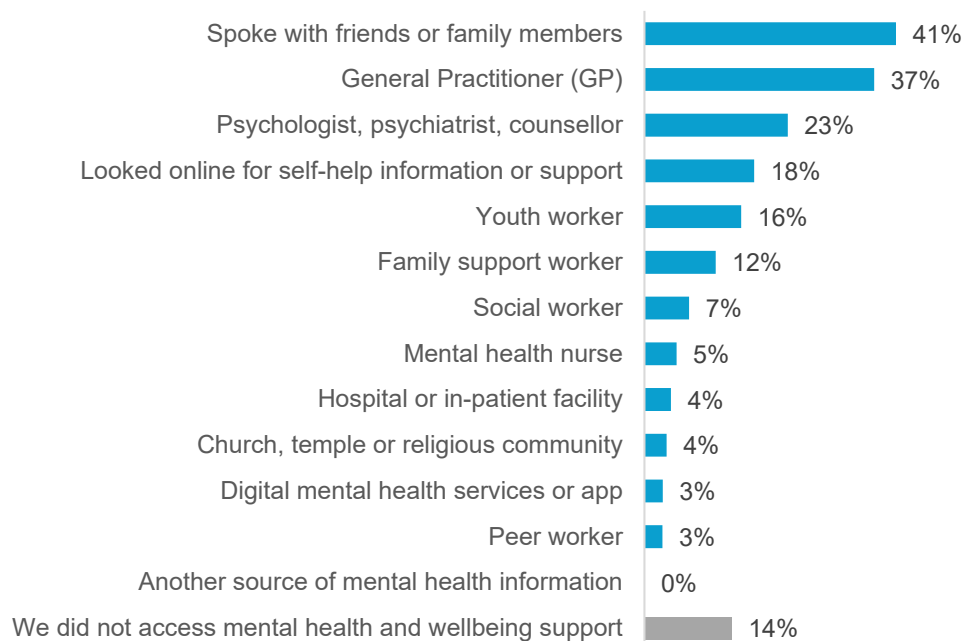 Spoke with friends or family members 41%
General Practitioner (GP) 37%
Psychologist, psychiatrist, counsellor 23%
Looked online for self-help information or support 18%
Youth worker 16%
Family support worker 12%
Social worker 7%
Mental health nurse 5%
Hospital or in-patient facility 4%
Church, temple or religious community 4%
Digital mental health services or app 3%
Peer worker 3%
Another source of mental health information 0%
We did not access mental health and wellbeing support 14%